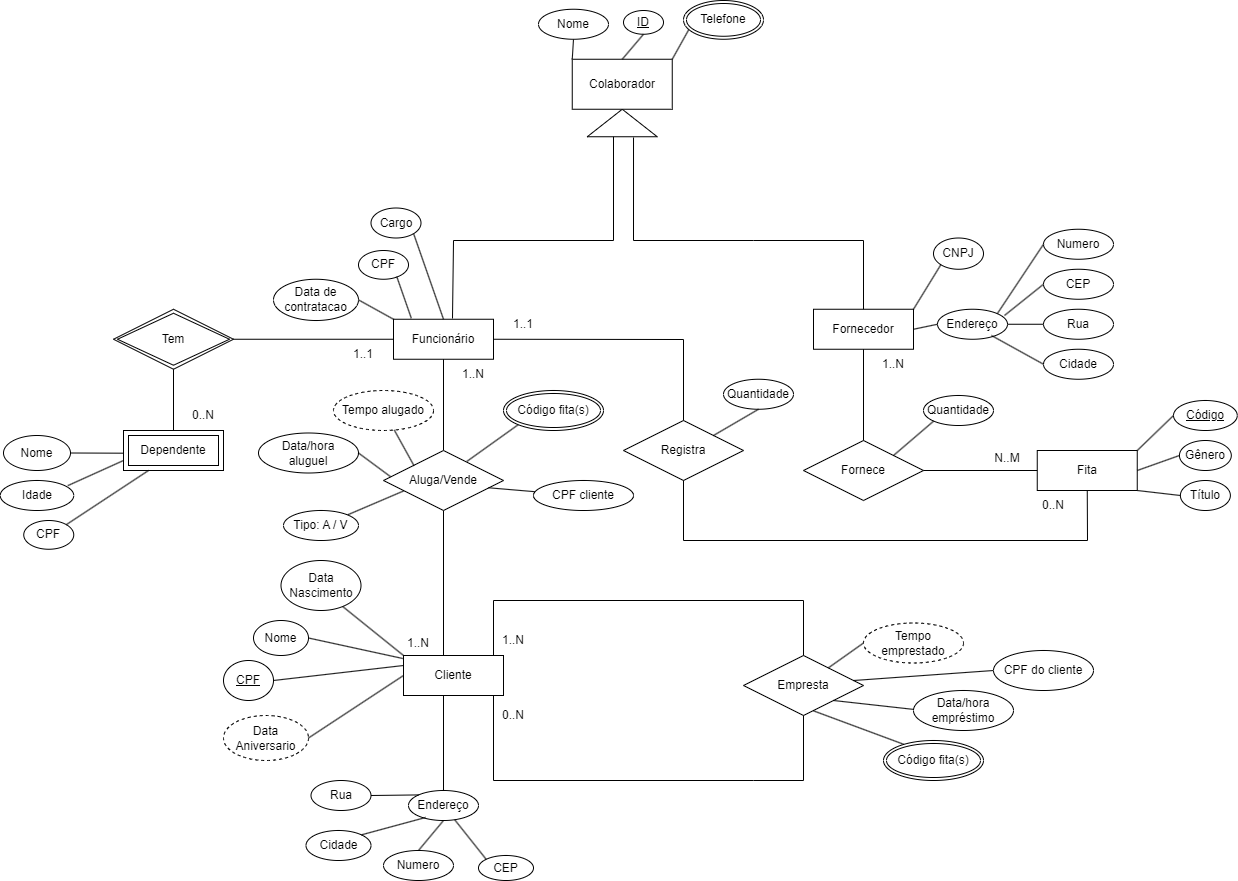 Nome
ID
Telefone
Colaborador
Cargo
CPF
Data de
contratacao
Funcionário
1..1
1..1
1..N
Tem
0..N
Dependente
Nome
Idade
CPF
CNPJ
Numero
CEP
Endereço
Rua
Cidade
Fornecedor
1..N
Tempo alugado
Código fita(s)
Data/hora
aluguel
Aluga/Vende
CPF cliente
Tipo: A / V
Quantidade
Registra
Quantidade
Fornece
N..M
Fita
0..N
Código
Gênero
Título
Data
Nascimento
Nome
CPF
Data
Aniversario
1..N
Cliente
1..N
0..N
Empresta
Tempo
emprestado
CPF do cliente
Data/hora
empréstimo
Código fita(s)
Endereço
Rua
Cidade
Numero
CEP